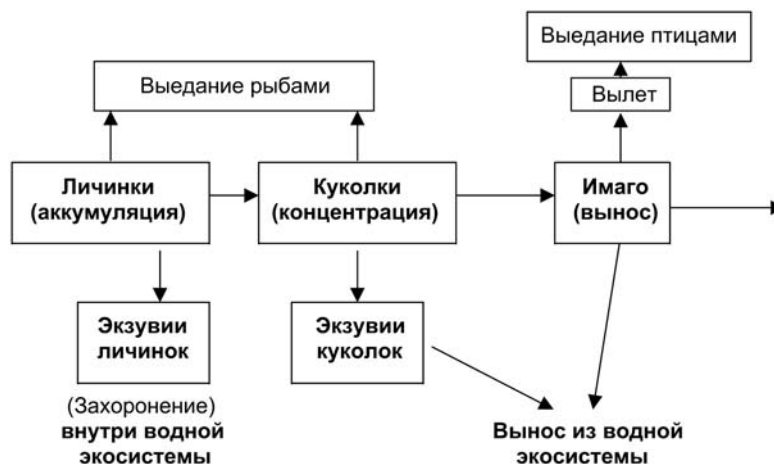 Выедание птицами
Выедание рыбами
Вылет
Личинки
(аккумуляция)
Куколки
(концентрация)
Имаго
(вынос)
Экзувии
личинок
Экзувии
куколок
(Захоронение)
внутри водной
экосистемы
Вынос из водной
экосистемы